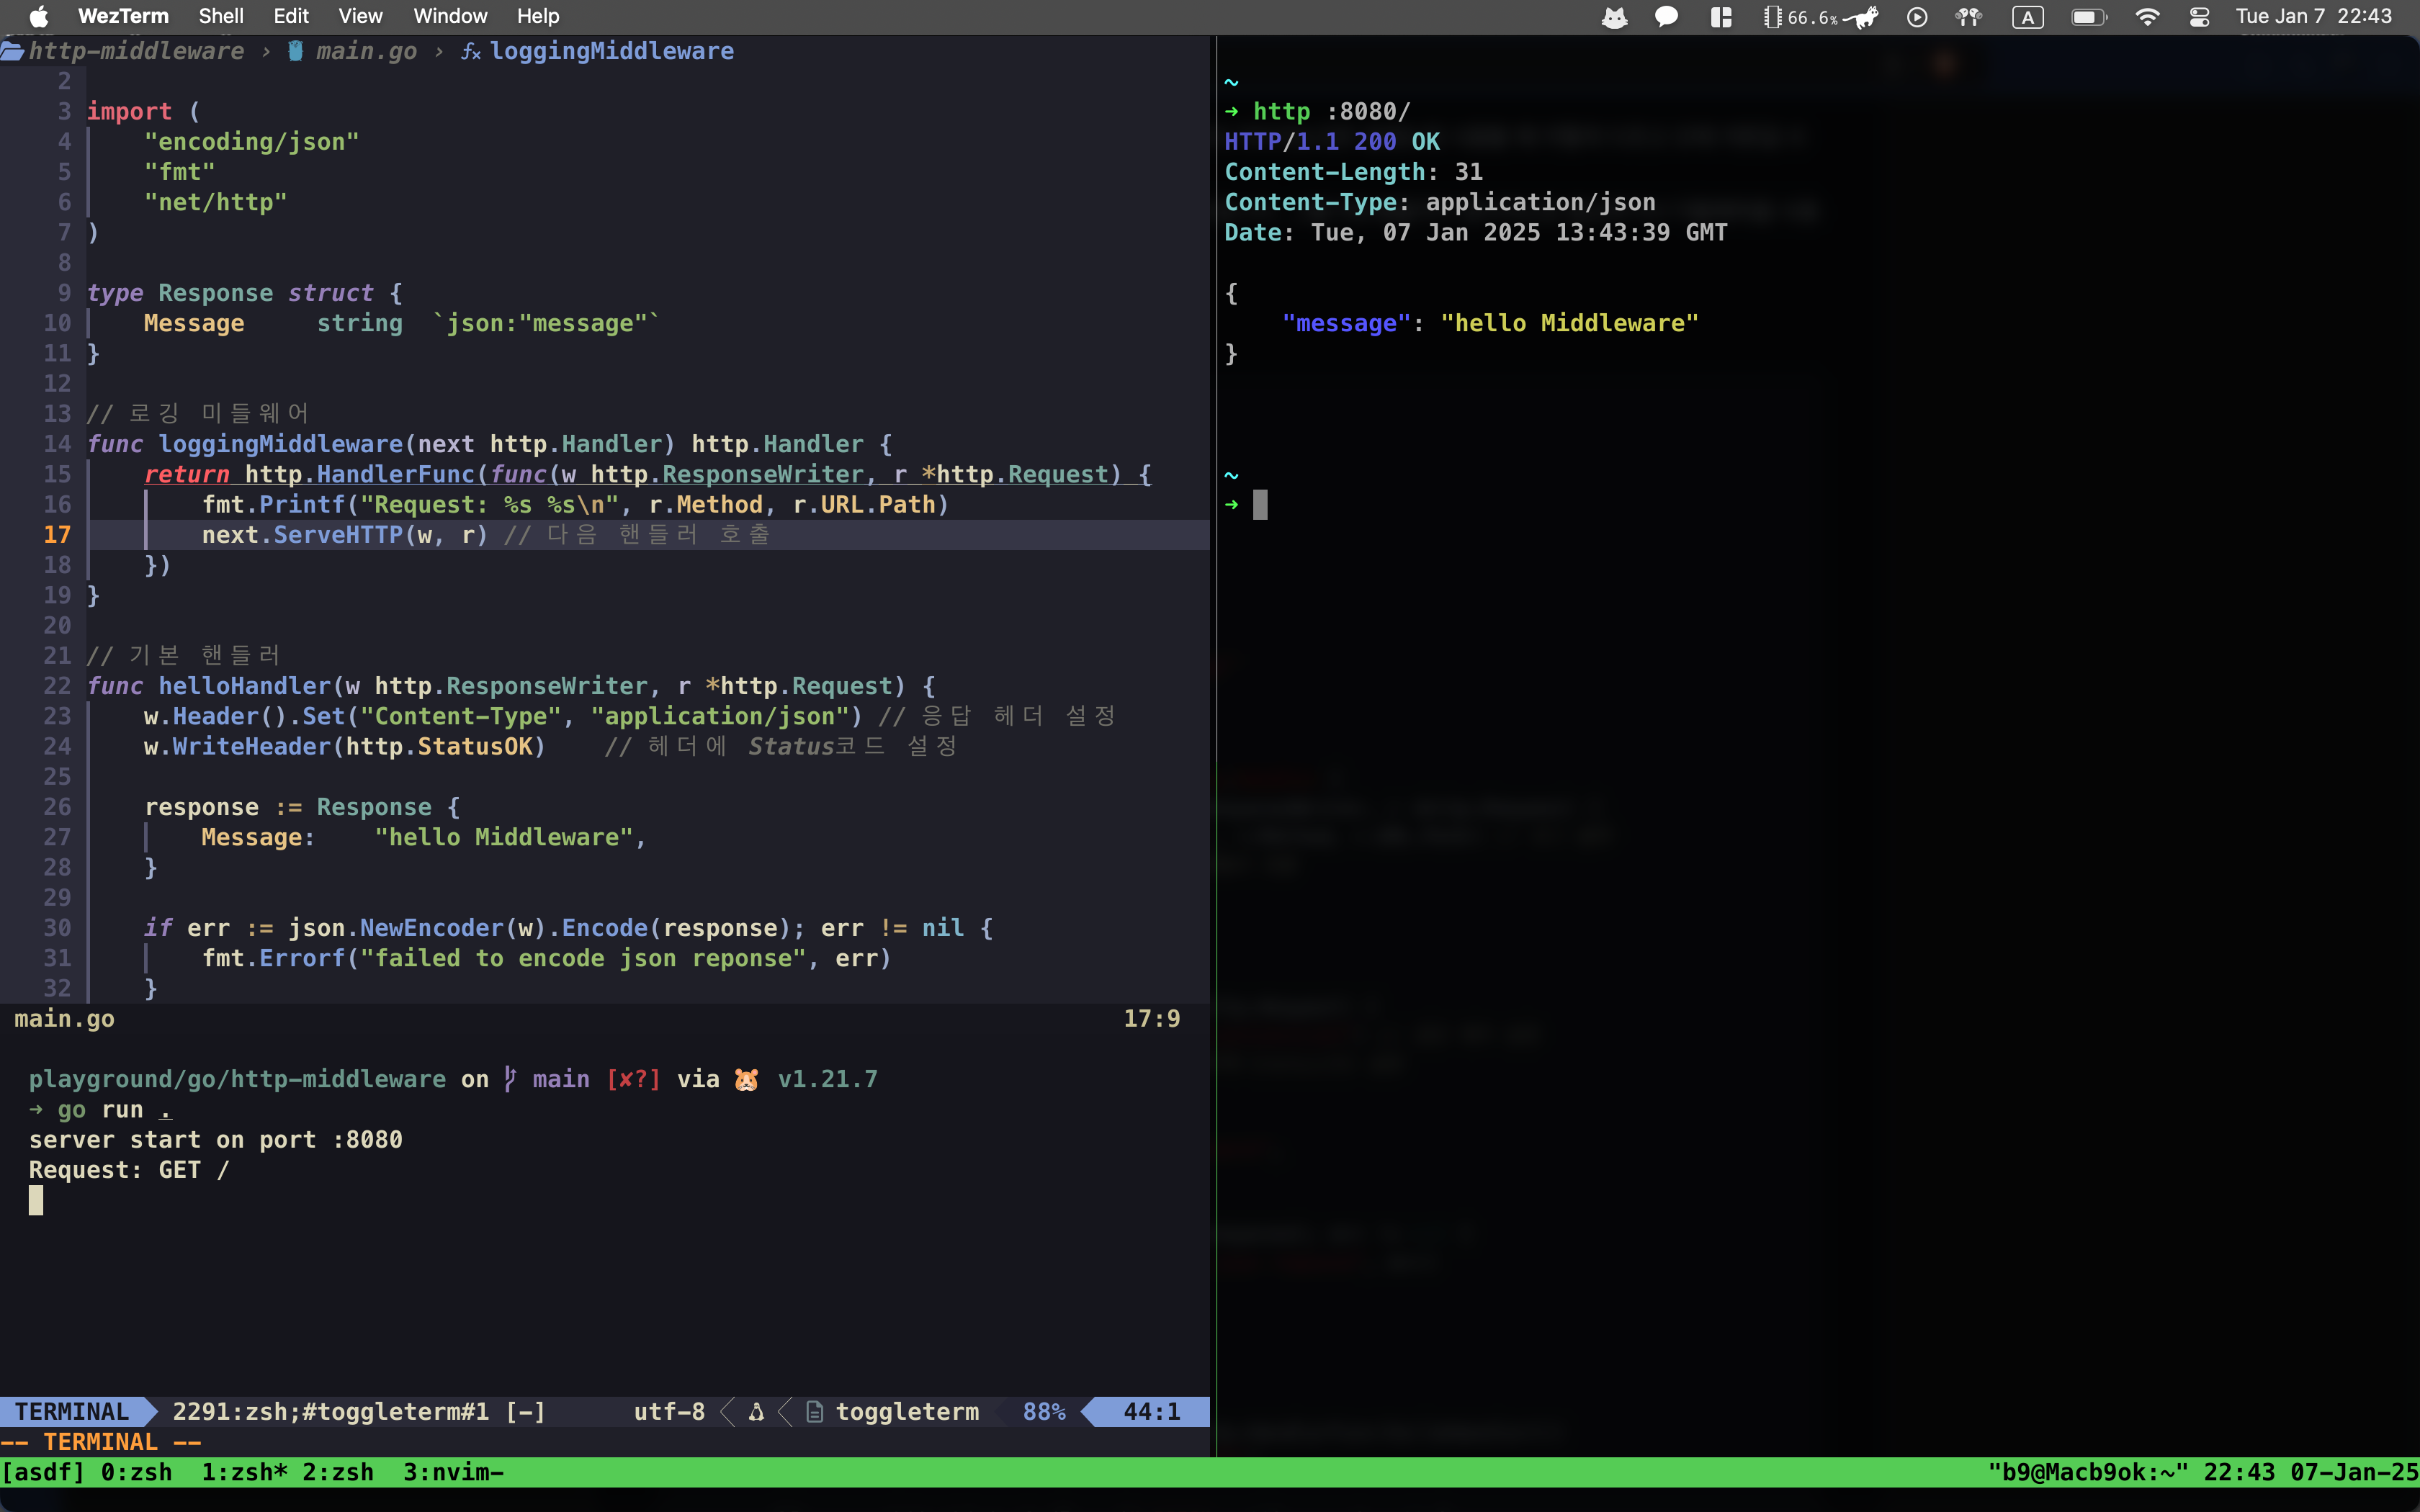 WezTerm Shell Edit View Window Help 66.6% A Tue Jan 7 22:43
http-middleware › main.go › fx loggingMiddleware
2
3 import (
4 "encoding/json"
5 "fmt"
6 "net/http"
7 )
8
9 type Response struct {
10 Message string `json:"message"`
11 }
12
13 // 로깅 미들웨어
14 func loggingMiddleware(next http.Handler) http.Handler {
15 return http.HandlerFunc(func(w http.ResponseWriter, r *http.Request) {
16 fmt.Printf("Request: %s %s\n", r.Method, r.URL.Path)
17 next.ServeHTTP(w, r) // 다음 핸들러 호출
18 })
19 }
20
21 // 기본 핸들러
22 func helloHandler(w http.ResponseWriter, r *http.Request) {
23 w.Header().Set("Content-Type", "application/json") // 응답 헤더 설정
24 w.WriteHeader(http.StatusOK) // 헤더에 Status코드 설정
25
26 response := Response {
27 Message: "hello Middleware",
28 }
29
30 if err := json.NewEncoder(w).Encode(response); err != nil {
31 fmt.Errorf("failed to encode json reponse", err)
32 }
main.go 17:9
playground/go/http-middleware on main [✘?] via 🐹 v1.21.7
➜ go run .
server start on port :8080
Request: GET /
TERMINAL 2291:zsh;#toggleterm#1 [-] utf-8 toggleterm 88% 44:1
-- TERMINAL --
~
➜ http :8080/
HTTP/1.1 200 OK
Content-Length: 31
Content-Type: application/json
Date: Tue, 07 Jan 2025 13:43:39 GMT
{
"message": "hello Middleware"
}
~
➜
[asdf] 0:zsh 1:zsh* 2:zsh 3:nvim- "b9@Macb9ok:~" 22:43 07-Jan-25